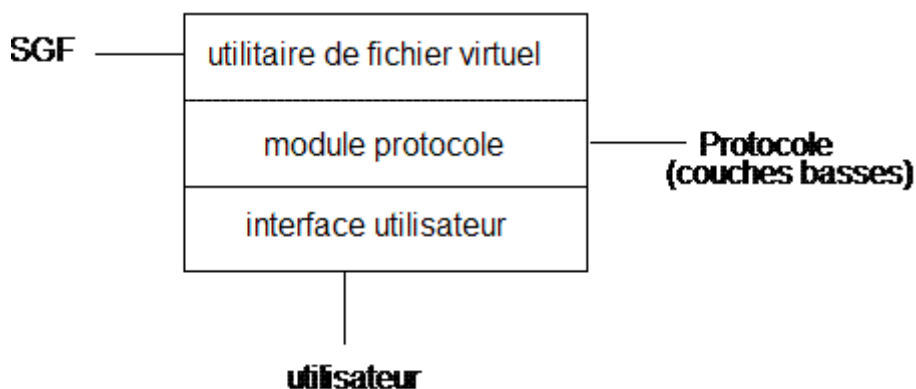 SGF
utilitaire de fichier virtuel
module protocole
Protocole
(couches basses)
interface utilisateur
utilisateur